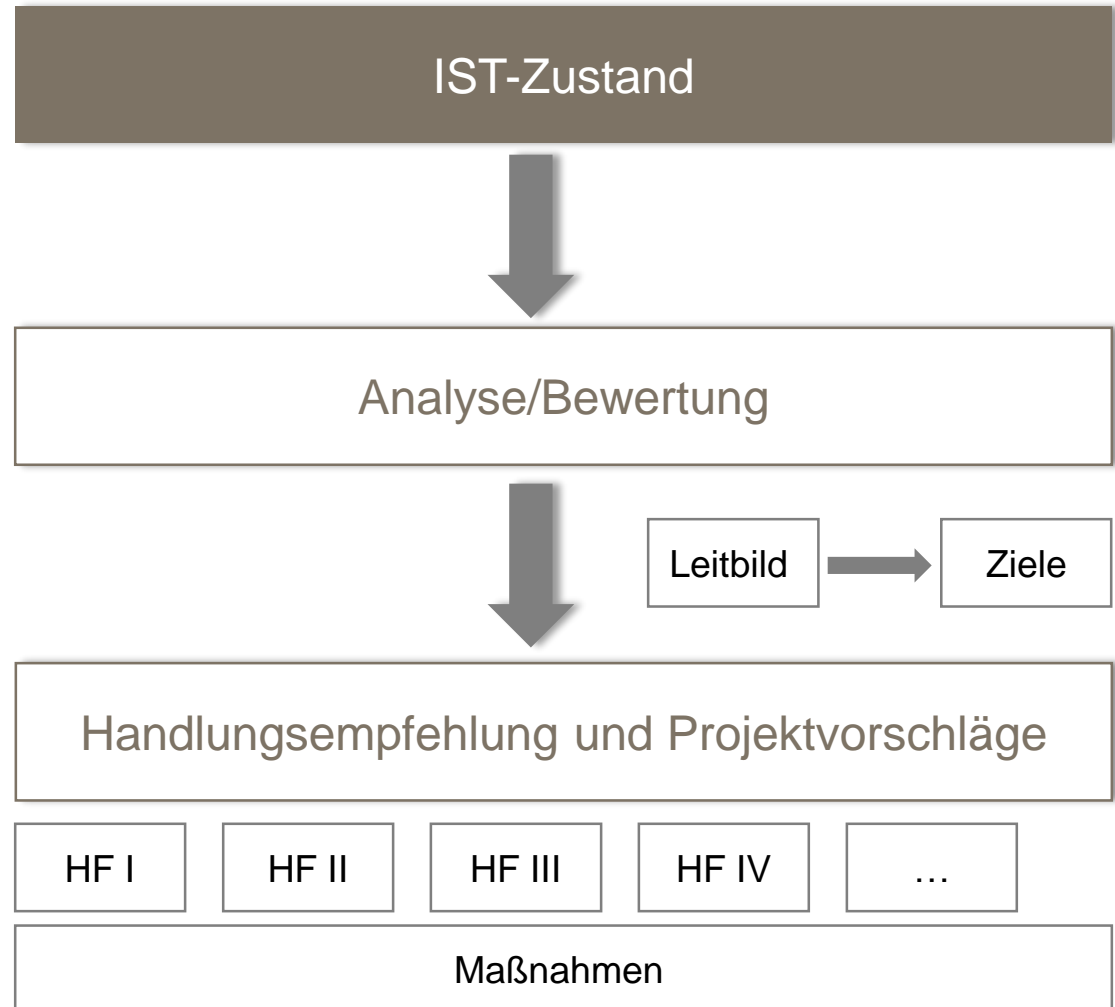 IST-Zustand
Analyse/Bewertung
Leitbild
Ziele
Handlungsempfehlung und Projektvorschläge
HF I
HF II
HF III
HF IV
…
Maßnahmen